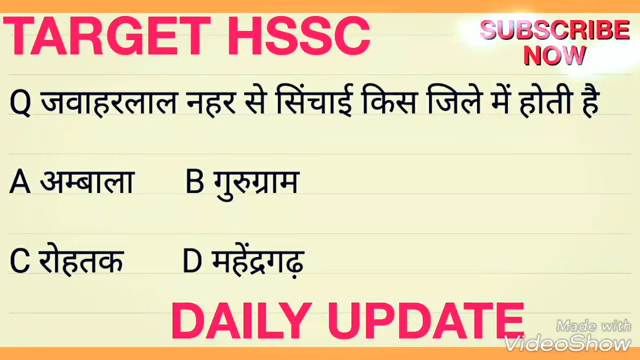 TARGET HSSC
SUBSCRIBE
NOW
Q जवाहरलाल नहर से सिंचाई किस जिले में होती है
A अम्बाला B गुरुग्राम
C रोहतक D महेंद्रगढ़
DAILY UPDATE
Made with
VideoShow